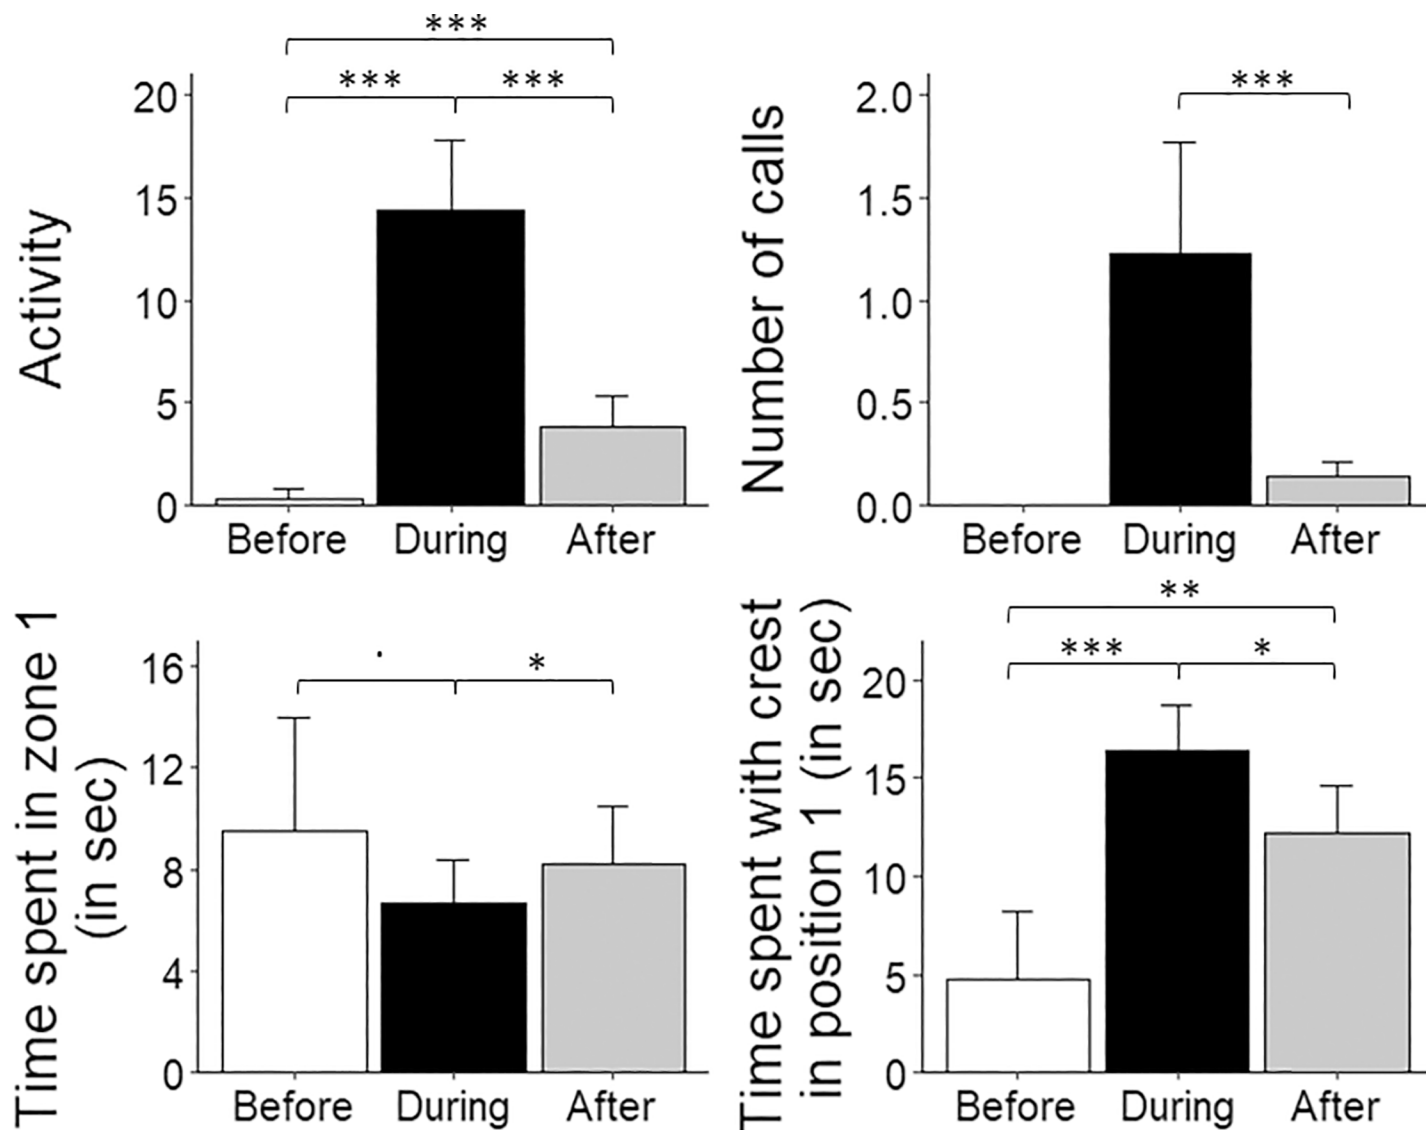 ***
*** ***
Activity
20
15
10
5
0
Before During After
***
Number of calls
2.0
1.5
1.0
0.5
0.0
Before During After
. *
Time spent in zone 1
(in sec)
16
12
8
4
0
Before During After
**
*** *
Time spent with crest
in position 1 (in sec)
20
15
10
5
0
Before During After